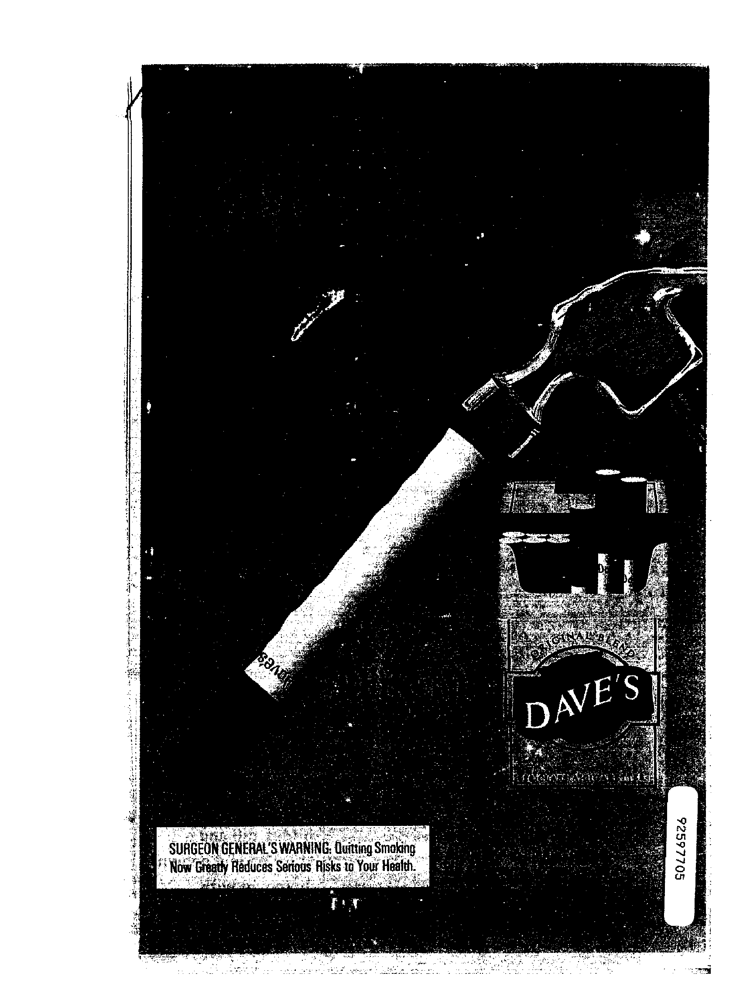 Dave's
ORIGINAL BLEND
DAVE'S
SURGEON GENERAL'S WARNING: Quitting Smoking
Now Greatly Reduces Serious Risks to Your Health.
92597705